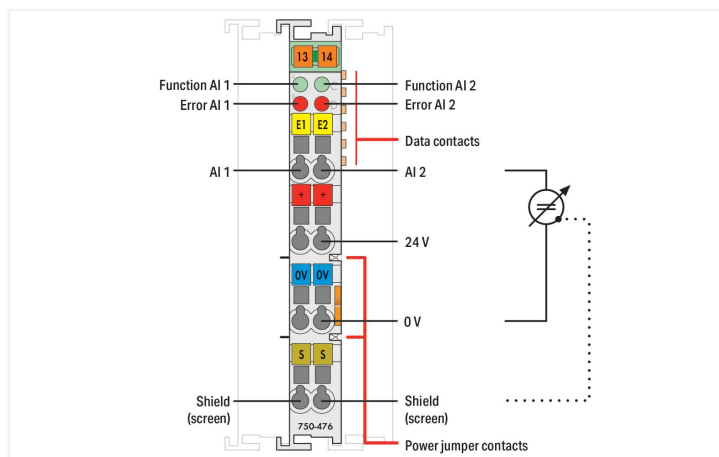 13 14
Function AI 1
Function AI 2
C
Error AI 1
Error AI 2
D
E1 E2
Data contacts
AI 1
AI 2
+ +
24 V
0V 0V
0 V
S S
Shield
(screen)
Shield
(screen)
750-476
Power jumper contacts